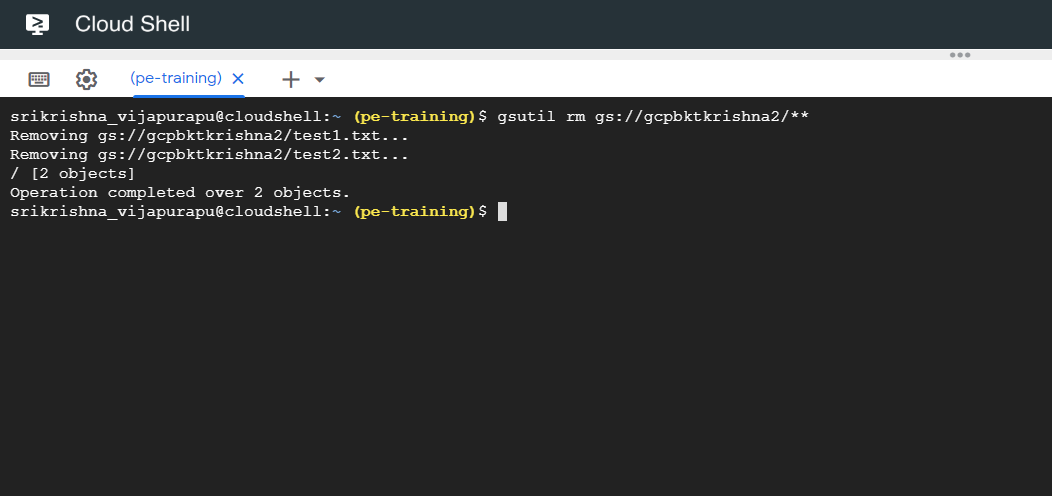 Cloud Shell
(pe-training)
srikrishna_vijapurapu@cloudshell:~ (pe-training)$ gsutil rm gs://gcpbktkrishna2/**
Removing gs://gcpbktkrishna2/test1.txt...
Removing gs://gcpbktkrishna2/test2.txt...
/ [2 objects]
Operation completed over 2 objects.
srikrishna_vijapurapu@cloudshell:~ (pe-training)$